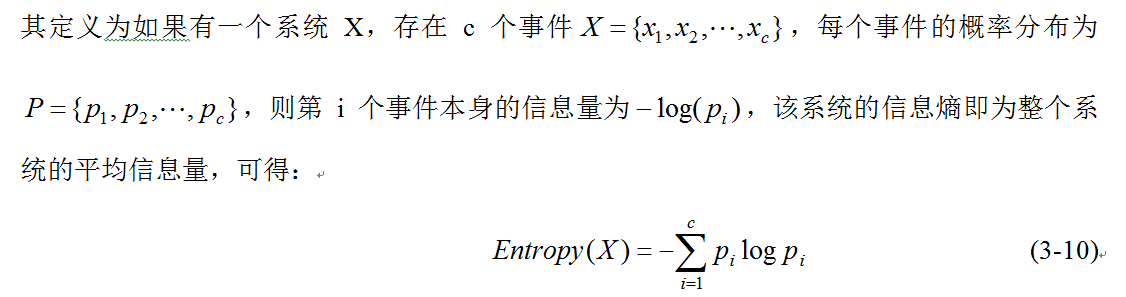 其定义为如果有一个系统 X，存在 c 个事件 X = {x₁, x₂, ⋯, x_c}，每个事件的概率分布为
P = {p₁, p₂, ⋯, p_c}，则第 i 个事件本身的信息量为 − log(p_i)，该系统的信息熵即为整个系
统的平均信息量，可得：
Entropy(X) = −∑_{i=1}^{c} p_i log p_i (3-10)